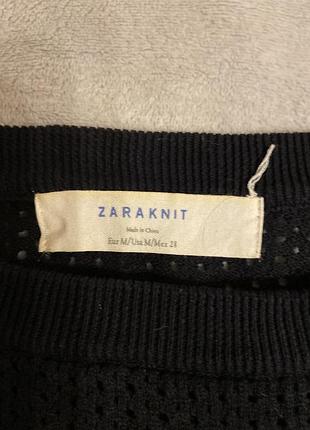 ZARAKNIT
Made in China
Eur M/Usa M/Mex 28